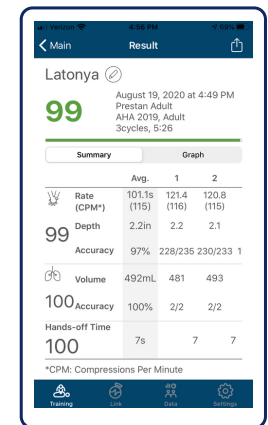 Verizon 4:56 PM 69%
Main Result
Latonya
99
August 19, 2020 at 4:49 PM
Prestan Adult
AHA 2019, Adult
3cycles, 5:26
Summary Graph
Avg. 1 2
Rate (CPM*) 101.1s (115) 121.4 (116) 120.8 (115)
99 Depth 2.2in 2.2 2.1
Accuracy 97% 228/235 230/233 1
Volume 492mL 481 493
100 Accuracy 100% 2/2 2/2
Hands-off Time
100 7s 7 7
*CPM: Compressions Per Minute
Training Link Data Settings